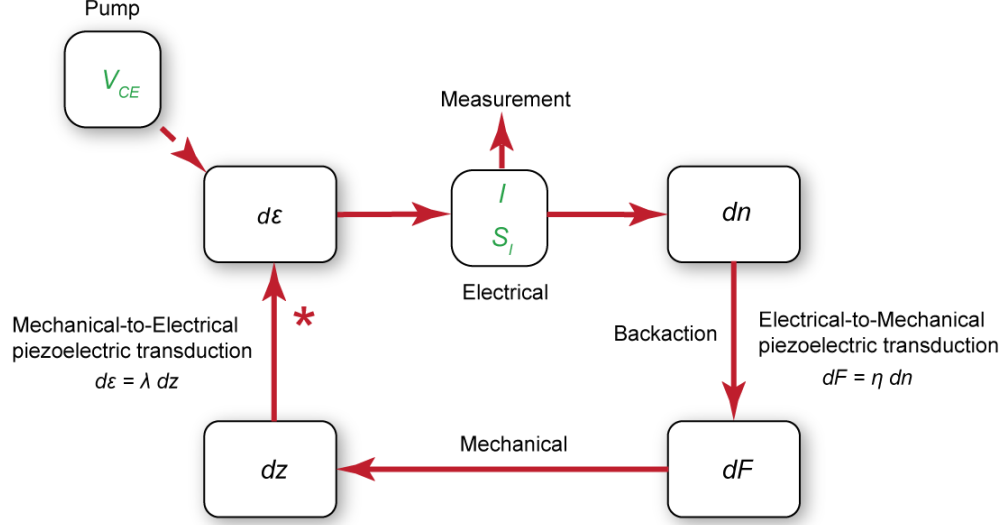 Pump
V_CE
Measurement
dε
I
S_I
dn
Electrical
*
Mechanical-to-Electrical
piezoelectric transduction
dε = λ dz
Backaction
Electrical-to-Mechanical
piezoelectric transduction
dF = η dn
Mechanical
dz
dF